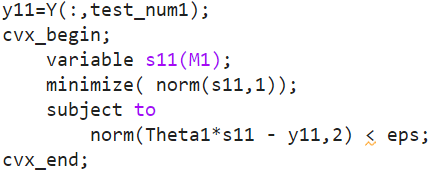 y11=Y(:,test_num1);
cvx_begin;
variable s11(M1);
minimize( norm(s11,1));
subject to
norm(Theta1*s11 - y11,2) < eps;
cvx_end;